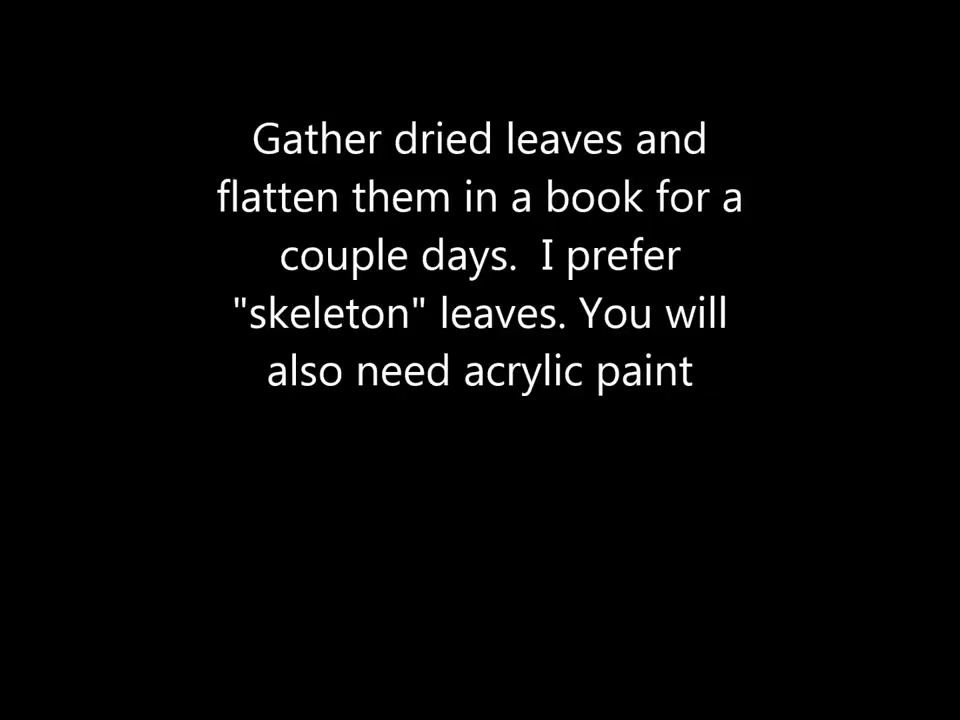 Gather dried leaves and
flatten them in a book for a
couple days.  I prefer
"skeleton" leaves. You will
also need acrylic paint